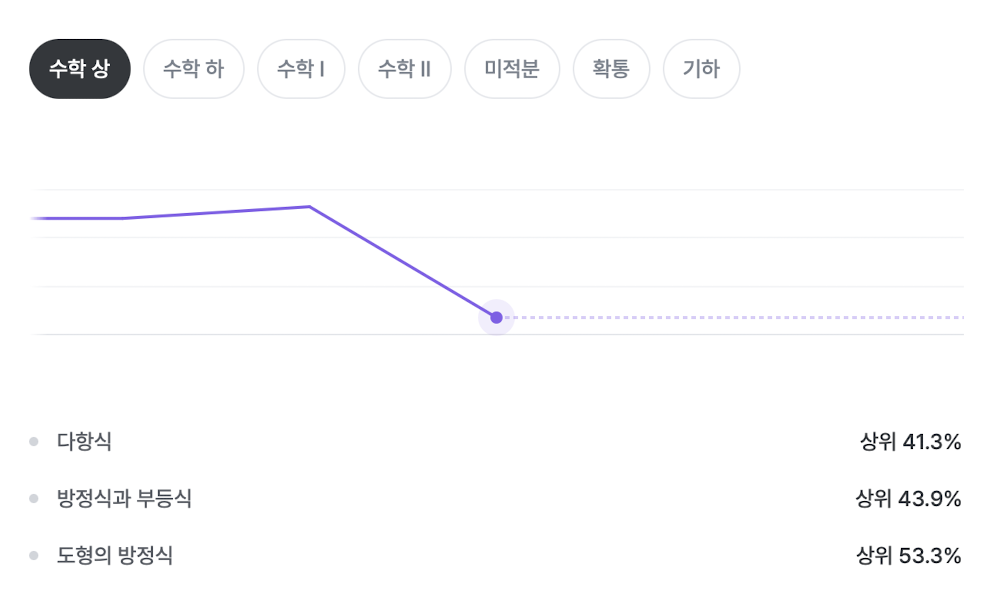 수학 상 수학 하 수학 I 수학 II 미적분 확통 기하
다항식 상위 41.3%
방정식과 부등식 상위 43.9%
도형의 방정식 상위 53.3%